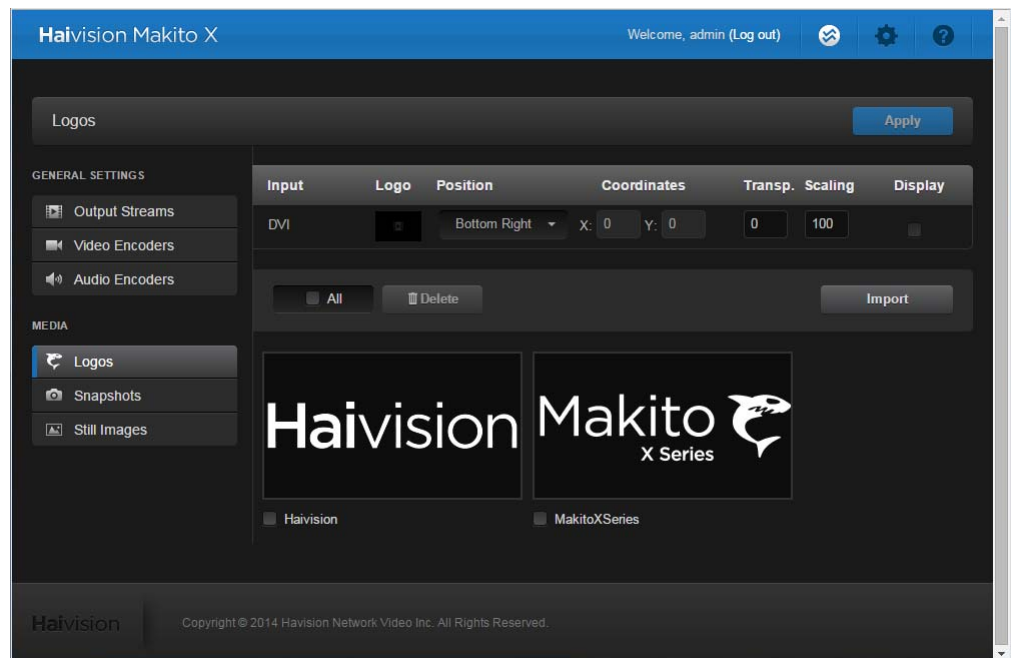 Haivision Makito X
Welcome, admin (Log out)
Logos
Apply
GENERAL SETTINGS
Output Streams
Video Encoders
Audio Encoders
MEDIA
Logos
Snapshots
Still Images
Input Logo Position Coordinates Transp. Scaling Display
DVI Bottom Right X: 0 Y: 0 0 100
All Delete Import
Haivision
Makito
X Series
Haivision MakitoXSeries
Haivision
Copyright © 2014 Havision Network Video Inc. All Rights Reserved.